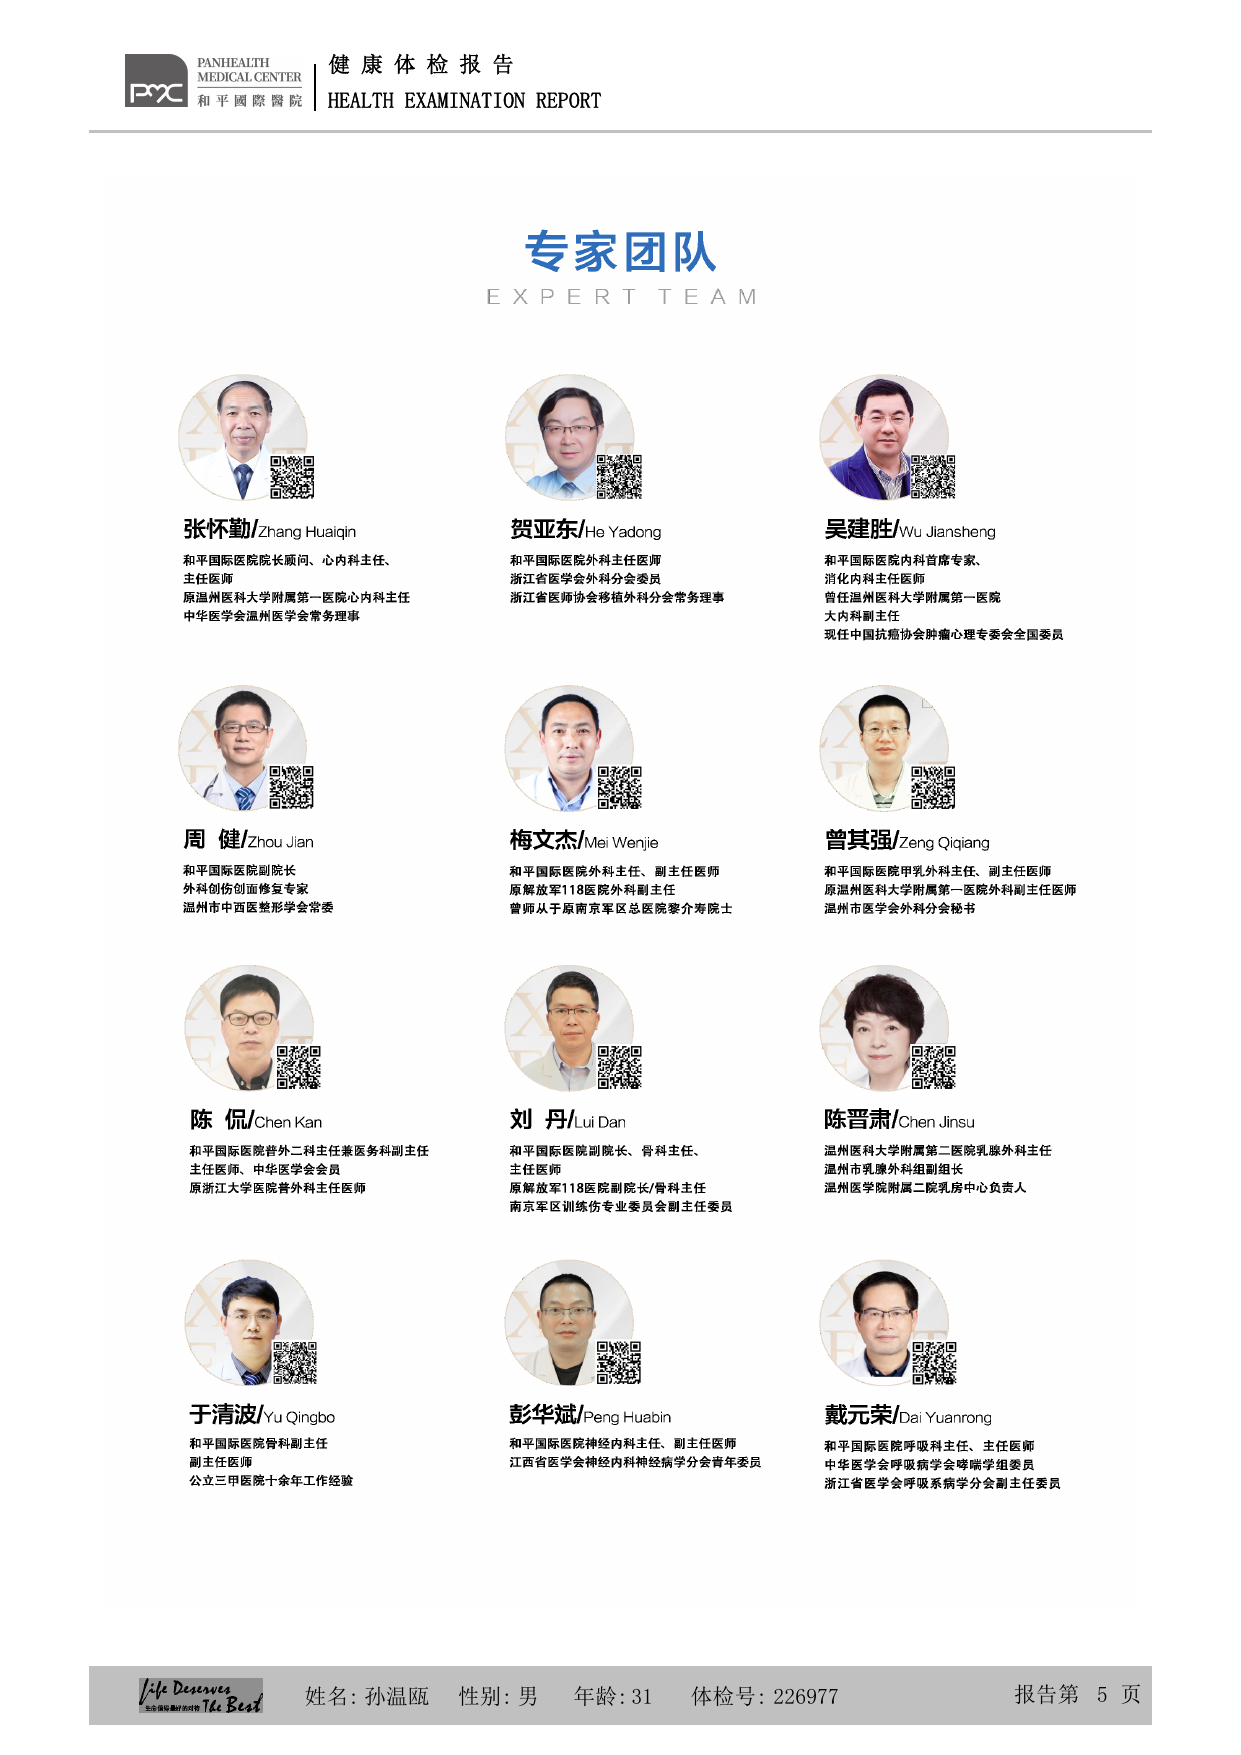 PANHEALTH
MEDICAL CENTER
和平國際醫院
健康体检报告
HEALTH EXAMINATION REPORT
专家团队
EXPERT TEAM
张怀勤/Zhang Huaiqin
和平国际医院院长顾问、心内科主任、
主任医师
原温州医科大学附属第一医院心内科主任
中华医学会温州医学会常务理事
贺亚东/He Yadong
和平国际医院外科主任医师
浙江省医学会外科分会委员
浙江省医师协会移植外科分会常务理事
吴建胜/Wu Jiansheng
和平国际医院内科首席专家、
消化内科主任医师
曾任温州医科大学附属第一医院
大内科副主任
现任中国抗癌协会肿瘤心理专委会全国委员
周 健/Zhou Jian
和平国际医院副院长
外科创伤创面修复专家
温州市中西医整形学会常委
梅文杰/Mei Wenjie
和平国际医院外科主任、副主任医师
原解放军118医院外科副主任
曾师从于原南京军区总医院黎介寿院士
曾其强/Zeng Qiqiang
和平国际医院甲乳外科主任、副主任医师
原温州医科大学附属第一医院外科副主任医师
温州市医学会外科分会秘书
陈 侃/Chen Kan
和平国际医院普外二科主任兼医务科副主任
主任医师、中华医学会会员
原浙江大学医院普外科主任医师
刘 丹/Lui Dan
和平国际医院副院长、骨科主任、
主任医师
原解放军118医院副院长/骨科主任
南京军区训练伤专业委员会副主任委员
陈晋肃/Chen Jinsu
温州医科大学附属第二医院乳腺外科主任
温州市乳腺外科组副组长
温州医学院附属二院乳房中心负责人
于清波/Yu Qingbo
和平国际医院骨科副主任
副主任医师
公立三甲医院十余年工作经验
彭华斌/Peng Huabin
和平国际医院神经内科主任、副主任医师
江西省医学会神经内科神经病学分会青年委员
戴元荣/Dai Yuanrong
和平国际医院呼吸科主任、主任医师
中华医学会呼吸病学会哮喘学组委员
浙江省医学会呼吸系病学分会副主任委员
Life Deserves
生命值得最好的对待 The Best
姓名: 孙温瓯 性别: 男 年龄: 31 体检号: 226977 报告第 5 页